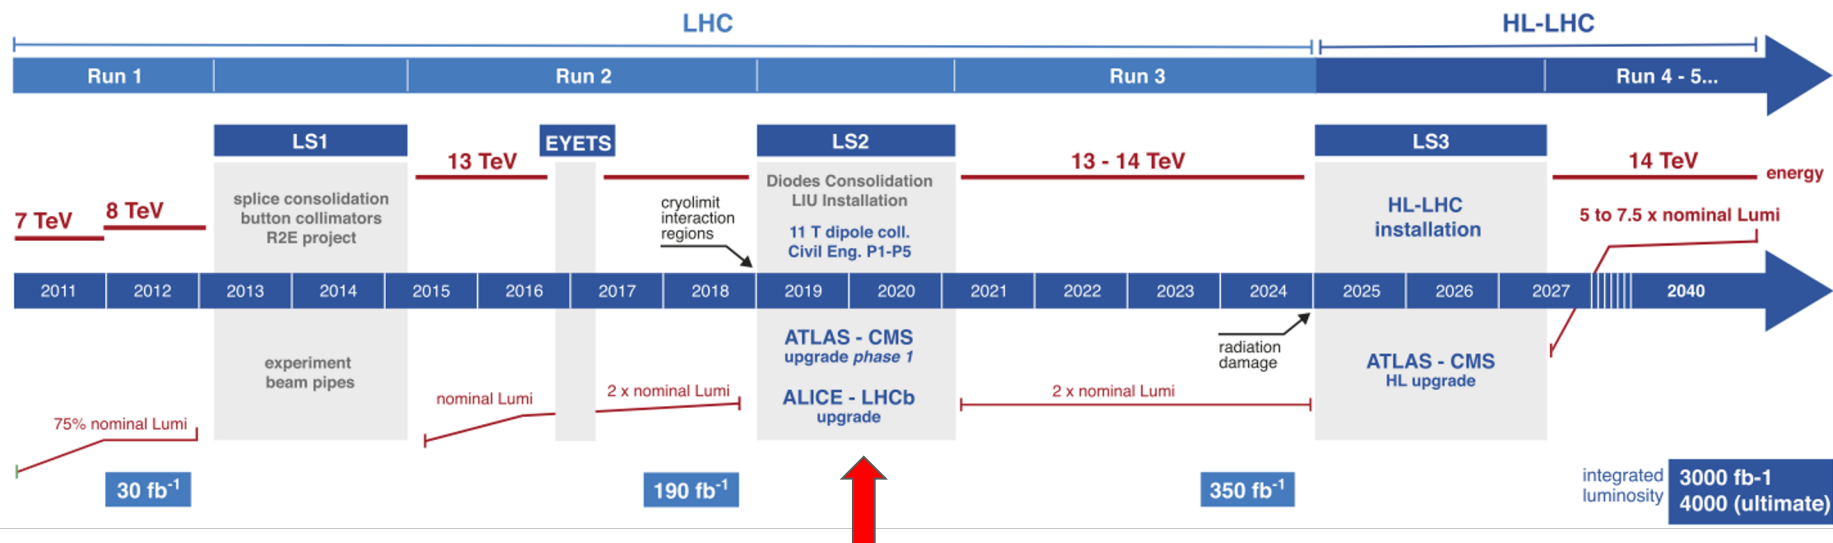 LHC
HL-LHC
Run 1
Run 2
Run 3
Run 4 - 5...
LS1
EYETS
LS2
LS3
13 TeV
13 - 14 TeV
14 TeV
energy
7 TeV
8 TeV
splice consolidation
button collimators
R2E project
cryolimit
interaction
regions
Diodes Consolidation
LIU Installation
11 T dipole coll.
Civil Eng. P1-P5
HL-LHC
installation
5 to 7.5 x nominal Lumi
2011
2012
2013
2014
2015
2016
2017
2018
2019
2020
2021
2022
2023
2024
2025
2026
2027
2040
experiment
beam pipes
ATLAS - CMS
upgrade phase 1
ALICE - LHCb
upgrade
radiation
damage
ATLAS - CMS
HL upgrade
75% nominal Lumi
nominal Lumi
2 x nominal Lumi
2 x nominal Lumi
30 fb-1
190 fb-1
350 fb-1
integrated
luminosity
3000 fb-1
4000 (ultimate)